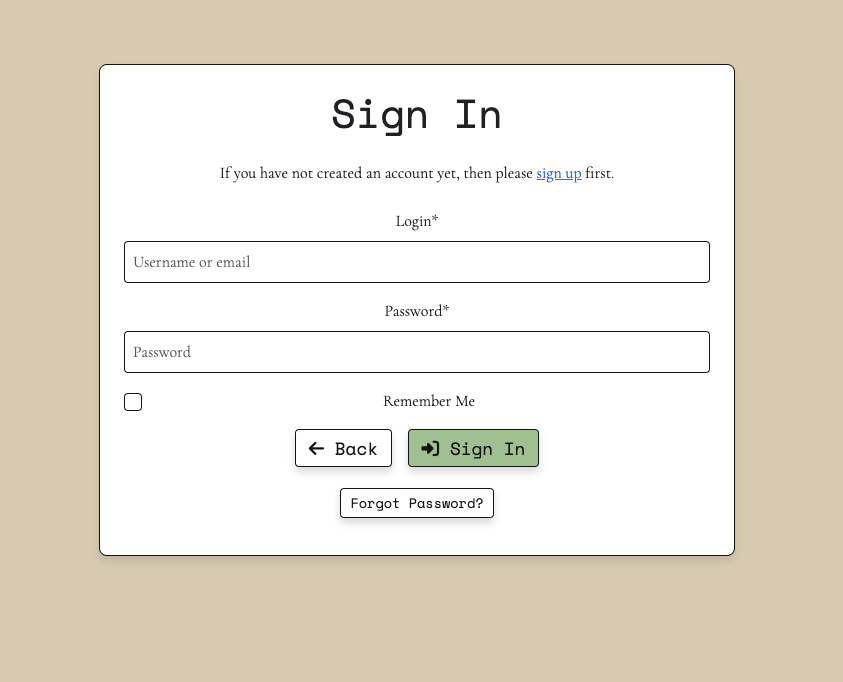 Sign In
If you have not created an account yet, then please sign up first.
Login*
Username or email
Password*
Password
Remember Me
Back
Sign In
Forgot Password?